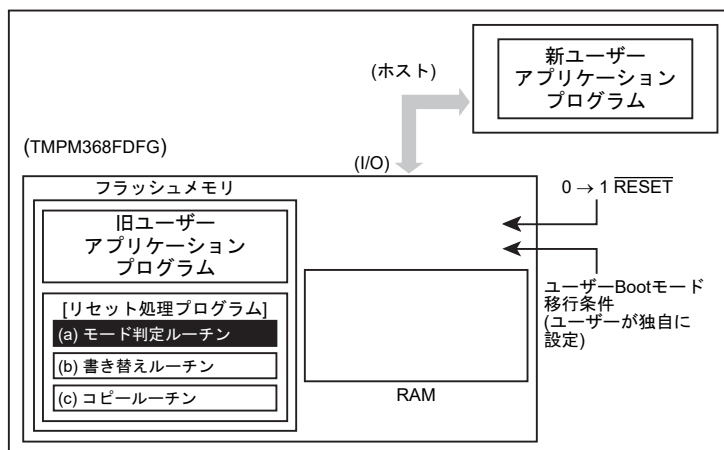 新ユーザー
アプリケーション
プログラム
(ホスト)
(TMPM368FDFG)
(I/O)
フラッシュメモリ
0 → 1 RESET
旧ユーザー
アプリケーション
プログラム
ユーザーBootモード
移行条件
(ユーザーが独自に
設定)
[リセット処理プログラム]
(a) モード判定ルーチン
(b) 書き替えルーチン
(c) コピールーチン
RAM